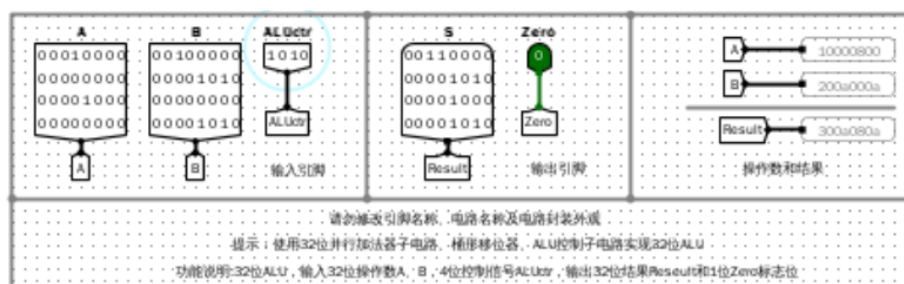 A B ALUctr S Zero
00010000 00100000 1010 00110000 0 A 10000800
00000000 00001010 00001010 B 200a000a
00001000 00000000 ALUctr 00001000 Zero
00000000 00001010 00001010 Result 300a080a
A B 输入引脚 Result 输出引脚 操作数和结果
请勿修改引脚名称、电路名称及电路封装外观
提示：使用32位并行加法器子电路、桶形移位器、ALU控制子电路实现32位ALU
功能说明:32位ALU，输入32位操作数A、B，4位控制信号ALUctr，输出32位结果Reseult和1位Zero标志位